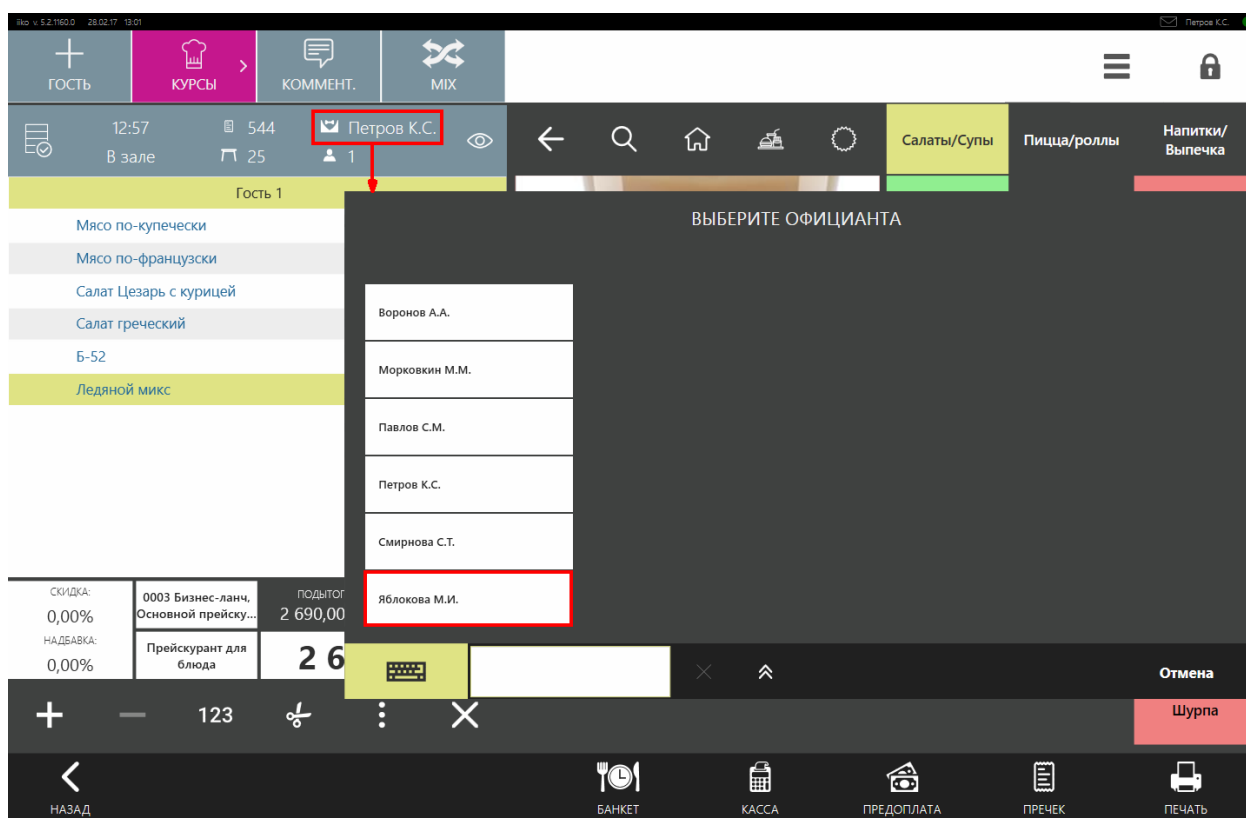 iiko v. 5.2.1160.0 28.02.17 13:01 Петров К.С.
ГОСТЬ КУРСЫ КОММЕНТ. MIX
12:57 544 Петров К.С.
В зале 25 1
Салаты/Супы Пицца/роллы Напитки/
Выпечка
Гость 1
Мясо по-купечески
Мясо по-французски
Салат Цезарь с курицей
Салат греческий
Б-52
Ледяной микс
ВЫБЕРИТЕ ОФИЦИАНТА
Воронов А.А.
Морковкин М.М.
Павлов С.М.
Петров К.С.
Смирнова С.Т.
Яблокова М.И.
СКИДКА:
0,00%
0003 Бизнес-ланч,
Основной прейску...
ПОДЫТОГ
2 690,00
НАДБАВКА:
0,00%
Прейскурант для
блюда
2 6
Отмена
123
Шурпа
НАЗАД БАНКЕТ КАССА ПРЕДОПЛАТА ПРЕЧЕК ПЕЧАТЬ